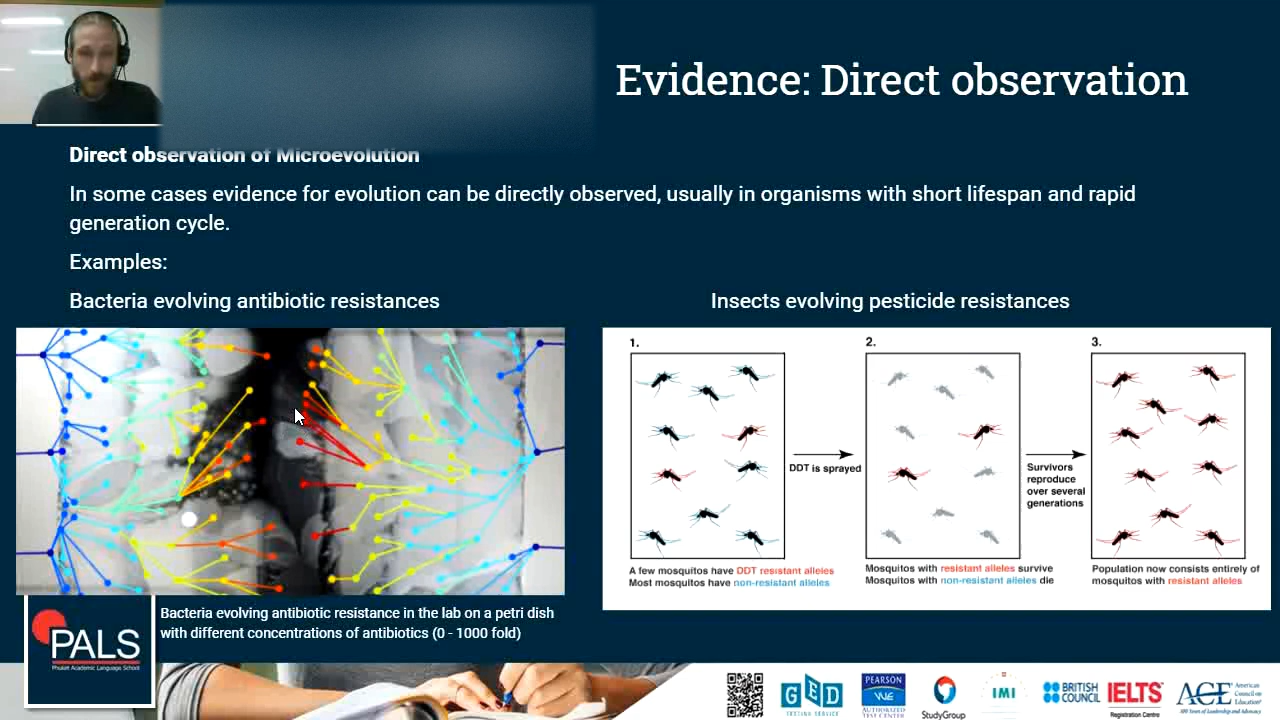 Evidence: Direct observation
Direct observation of Microevolution
In some cases evidence for evolution can be directly observed, usually in organisms with short lifespan and rapid
generation cycle.
Examples:
Bacteria evolving antibiotic resistances
Insects evolving pesticide resistances
1.
2.
3.
DDT is sprayed
Survivors
reproduce
over several
generations
A few mosquitos have DDT resistant alleles
Most mosquitos have non-resistant alleles
Mosquitos with resistant alleles survive
Mosquitos with non-resistant alleles die
Population now consists entirely of
mosquitos with resistant alleles
Bacteria evolving antibiotic resistance in the lab on a petri dish
with different concentrations of antibiotics (0 - 1000 fold)
PALS
Phuket Academic Language School
GED
TESTING SERVICE
PEARSON
VUE
AUTHORIZED
TEST CENTER
StudyGroup
IMI
BRITISH
COUNCIL
IELTS
Registration Centre
ACE
American
Council on
Education